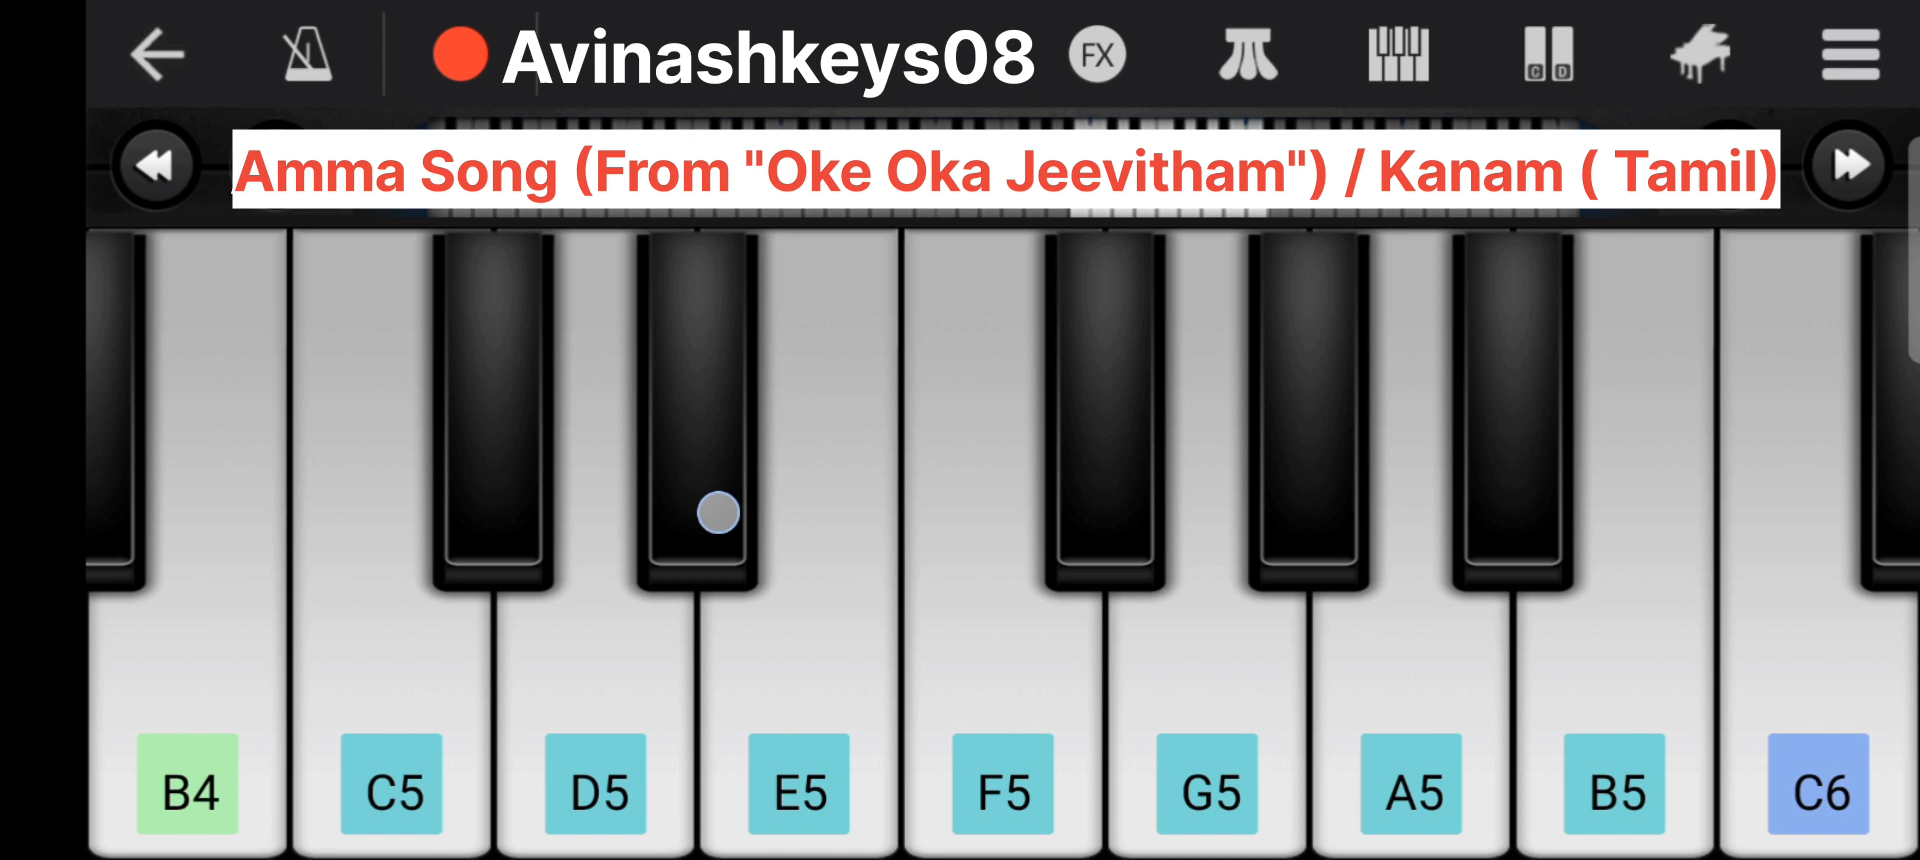 Avinashkeys08 FX
C D
Amma Song (From "Oke Oka Jeevitham") / Kanam ( Tamil)
B4 C5 D5 E5 F5 G5 A5 B5 C6